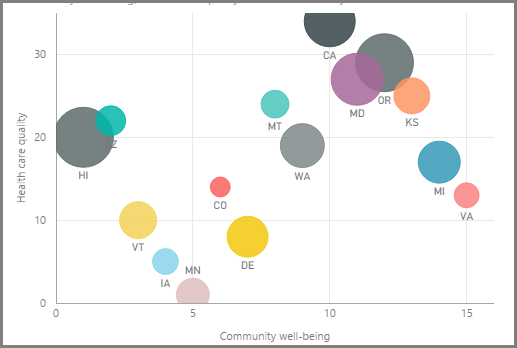 Health care quality
30
20
10
0
CA
OR
MD
KS
MT
AZ
HI
WA
MI
CO
VA
VT
DE
IA
MN
0
5
10
15
Community well-being